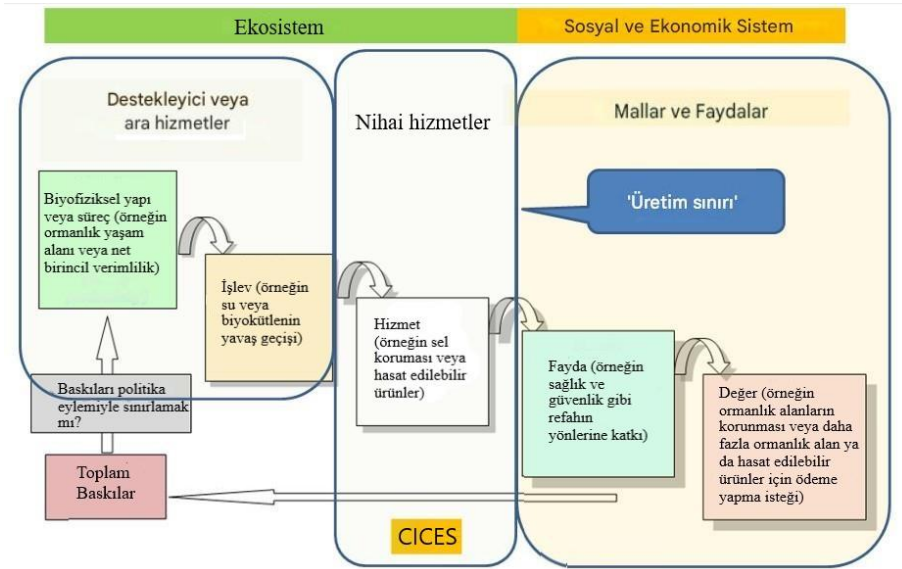 Ekosistem
Sosyal ve Ekonomik Sistem
Destekleyici veya
ara hizmetler
Nihai hizmetler
Mallar ve Faydalar
'Üretim sınırı'
Biyofiziksel yapı
veya süreç (örneğin
ormanlık yaşam
alanı veya net
birincil verimlilik)
İşlev (örneğin
su veya
biyokütlenin
yavaş geçişi)
Hizmet
(örneğin sel
koruması veya
hasat edilebilir
ürünler)
Fayda (örneğin
sağlık ve
güvenlik gibi
refahın
yönlerine katkı)
Değer (örneğin
ormanlık alanların
korunması veya daha
fazla ormanlık alan ya
da hasat edilebilir
ürünler için ödeme
yapma isteği)
Baskıları politika
eylemiyle sınırlamak
mı?
Toplam
Baskılar
CICES